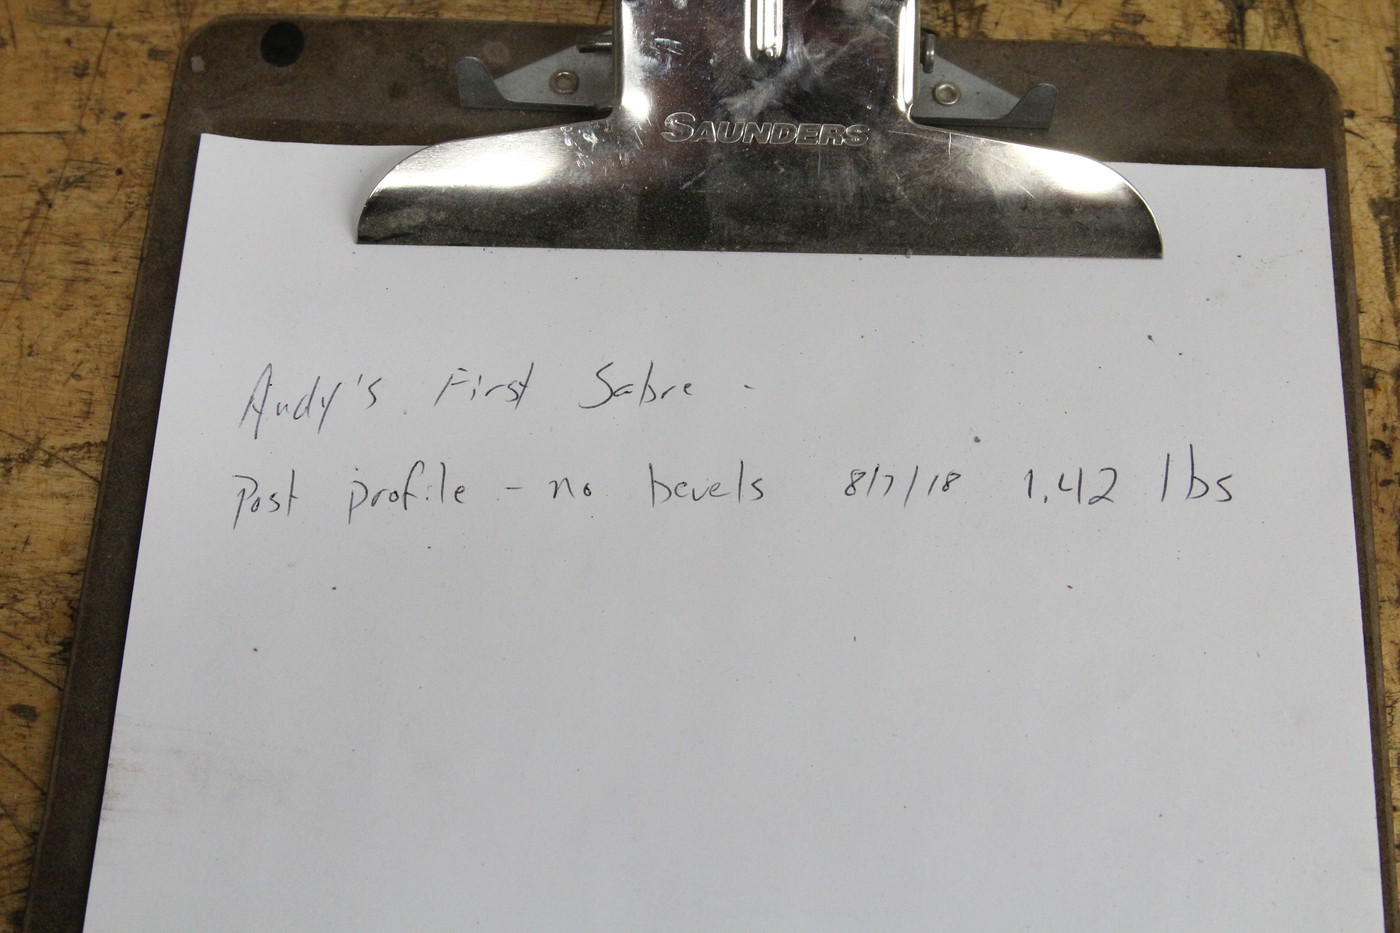 SAUNDERS
Andy's First Sabre -
Post profile - no bevels 8/7/18 1.42 lbs